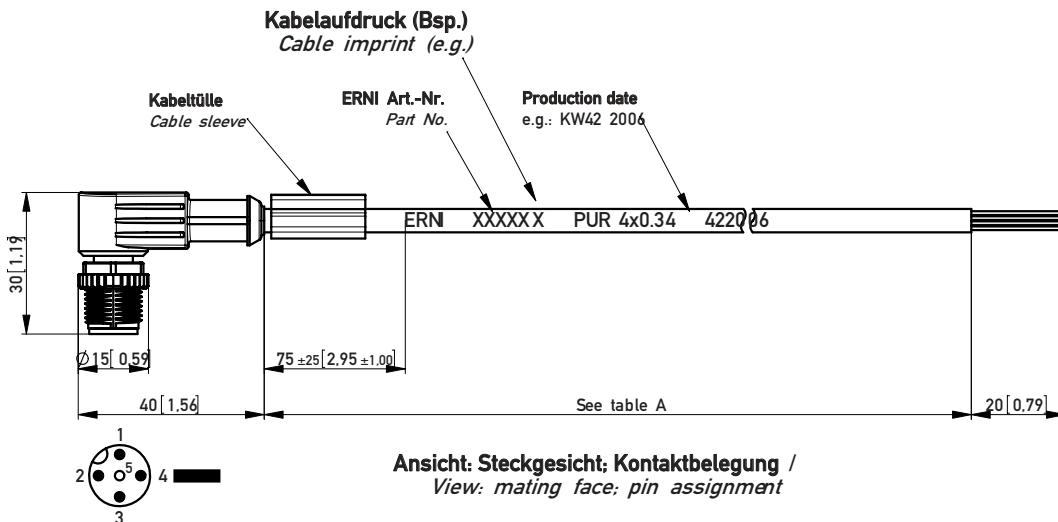 Kabelaufdruck (Bsp.)
Cable imprint (e.g.)
Kabeltülle
Cable sleeve
ERNI Art.-Nr.
Part No.
Production date
e.g.: KW42 2006
ERNI XXXXXX PUR 4x0.34 422006
30[1,19]
Ø15[0,59]
75 ±25[2,95 ±1,00]
40[1,56]
See table A
20[0,79]
1
2
5
4
3
Ansicht: Steckgesicht; Kontaktbelegung /
View: mating face; pin assignment